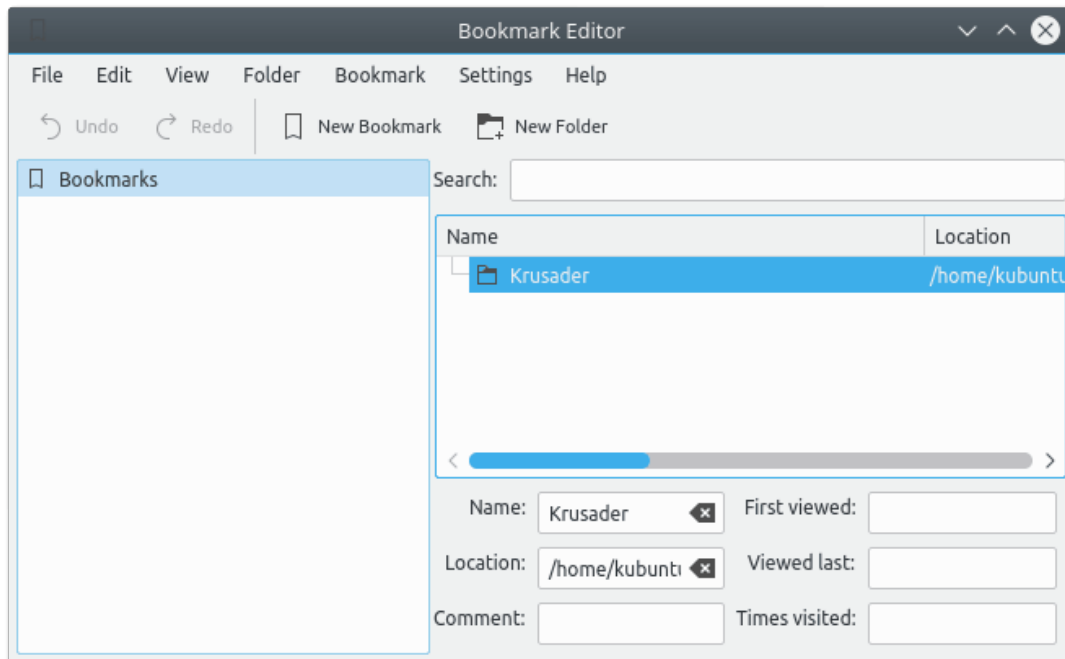 Bookmark Editor
File Edit View Folder Bookmark Settings Help
Undo Redo New Bookmark New Folder
Bookmarks
Search:
Name Location
Krusader /home/kubuntu
Name: Krusader First viewed:
Location: /home/kubuntu Viewed last:
Comment: Times visited: